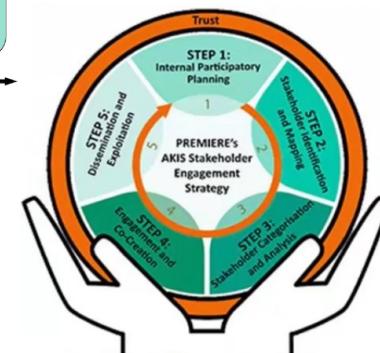 Trust
STEP 1:
Internal Participatory
Planning
1
STEP 2:
Stakeholder Identification
and Mapping
2
STEP 3:
Stakeholder Categorisation
and Analysis
3
STEP 4:
Engagement and
Co-Creation
4
STEP 5:
Dissemination and
Exploitation
5
PREMIERE's
AKIS Stakeholder
Engagement
Strategy